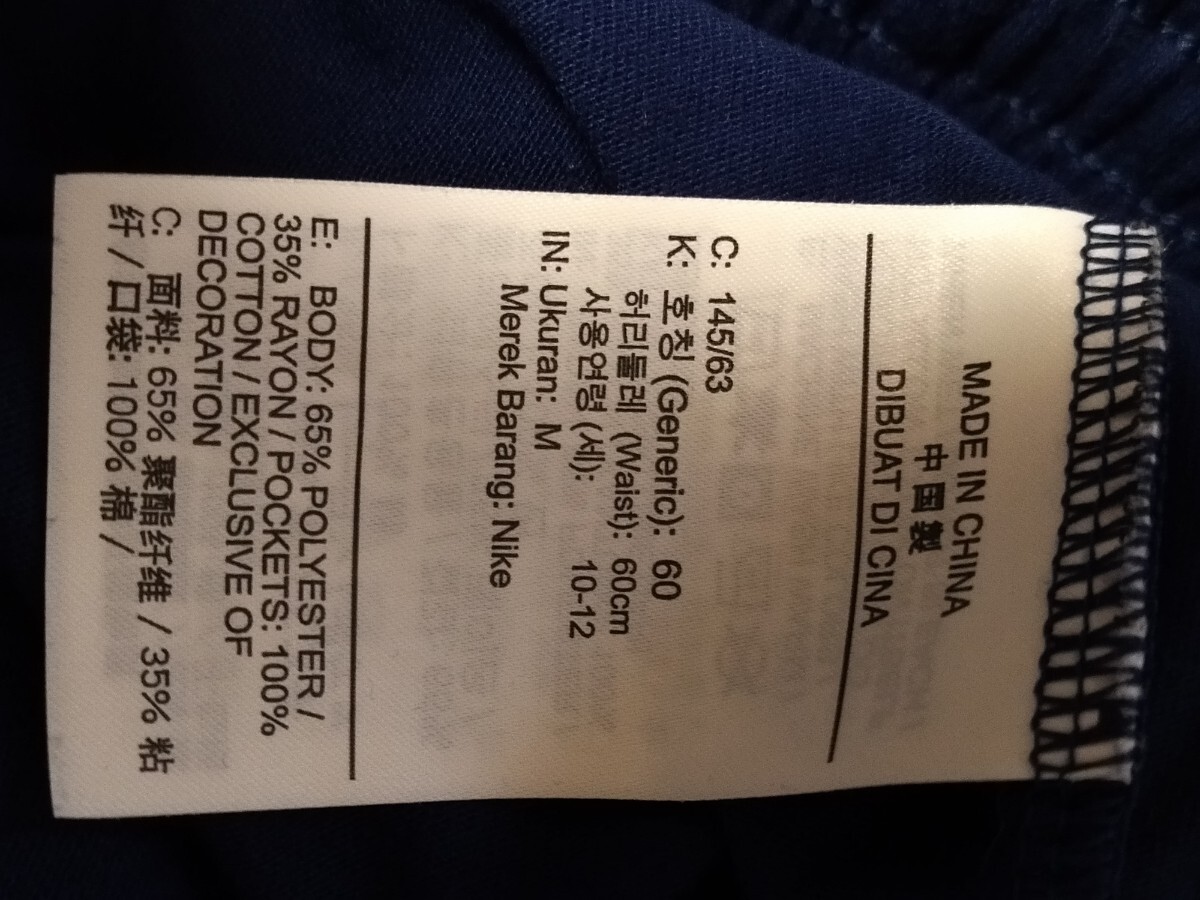 MADE IN CHINA
中国製
DIBUAT DI CINA
C: 145/63
K: 호칭 (Generic): 60
허리둘레 (Waist): 60cm
사용연령 (세): 10-12
IN: Ukuran: M
Merek Barang: Nike
E: BODY: 65% POLYESTER /
35% RAYON / POCKETS: 100%
COTTON / EXCLUSIVE OF
DECORATION
C: 面料: 65% 聚酯纤维 / 35% 粘
纤 / 口袋: 100% 棉 /